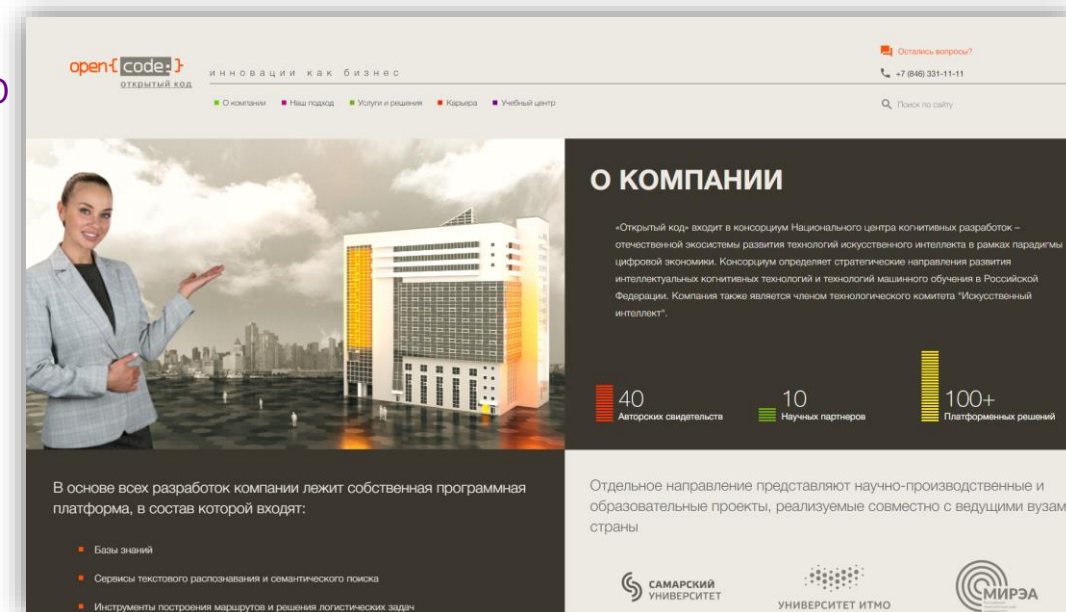 open{code:}
открытый код
инновации как бизнес
Остались вопросы?
+7 (846) 331-11-11
О компании Наш подход Услуги и решения Карьера Учебный центр
Поиск по сайту
О КОМПАНИИ
«Открытый код» входит в консорциум Национального центра когнитивных разработок –
отечественной экосистемы развития технологий искусственного интеллекта в рамках парадигмы
цифровой экономики. Консорциум определяет стратегические направления развития
интеллектуальных когнитивных технологий и технологий машинного обучения в Российской
Федерации. Компания также является членом технологического комитета "Искусственный
интеллект".
40
Авторских свидетельств
10
Научных партнеров
100+
Платформенных решений
В основе всех разработок компании лежит собственная программная
платформа, в состав которой входят:
Базы знаний
Сервисы текстового распознавания и семантического поиска
Инструменты построения маршрутов и решения логистических задач
Отдельное направление представляют научно-производственные и
образовательные проекты, реализуемые совместно с ведущими вузам
страны
САМАРСКИЙ
УНИВЕРСИТЕТ
УНИВЕРСИТЕТ ИТМО
МИРЭА